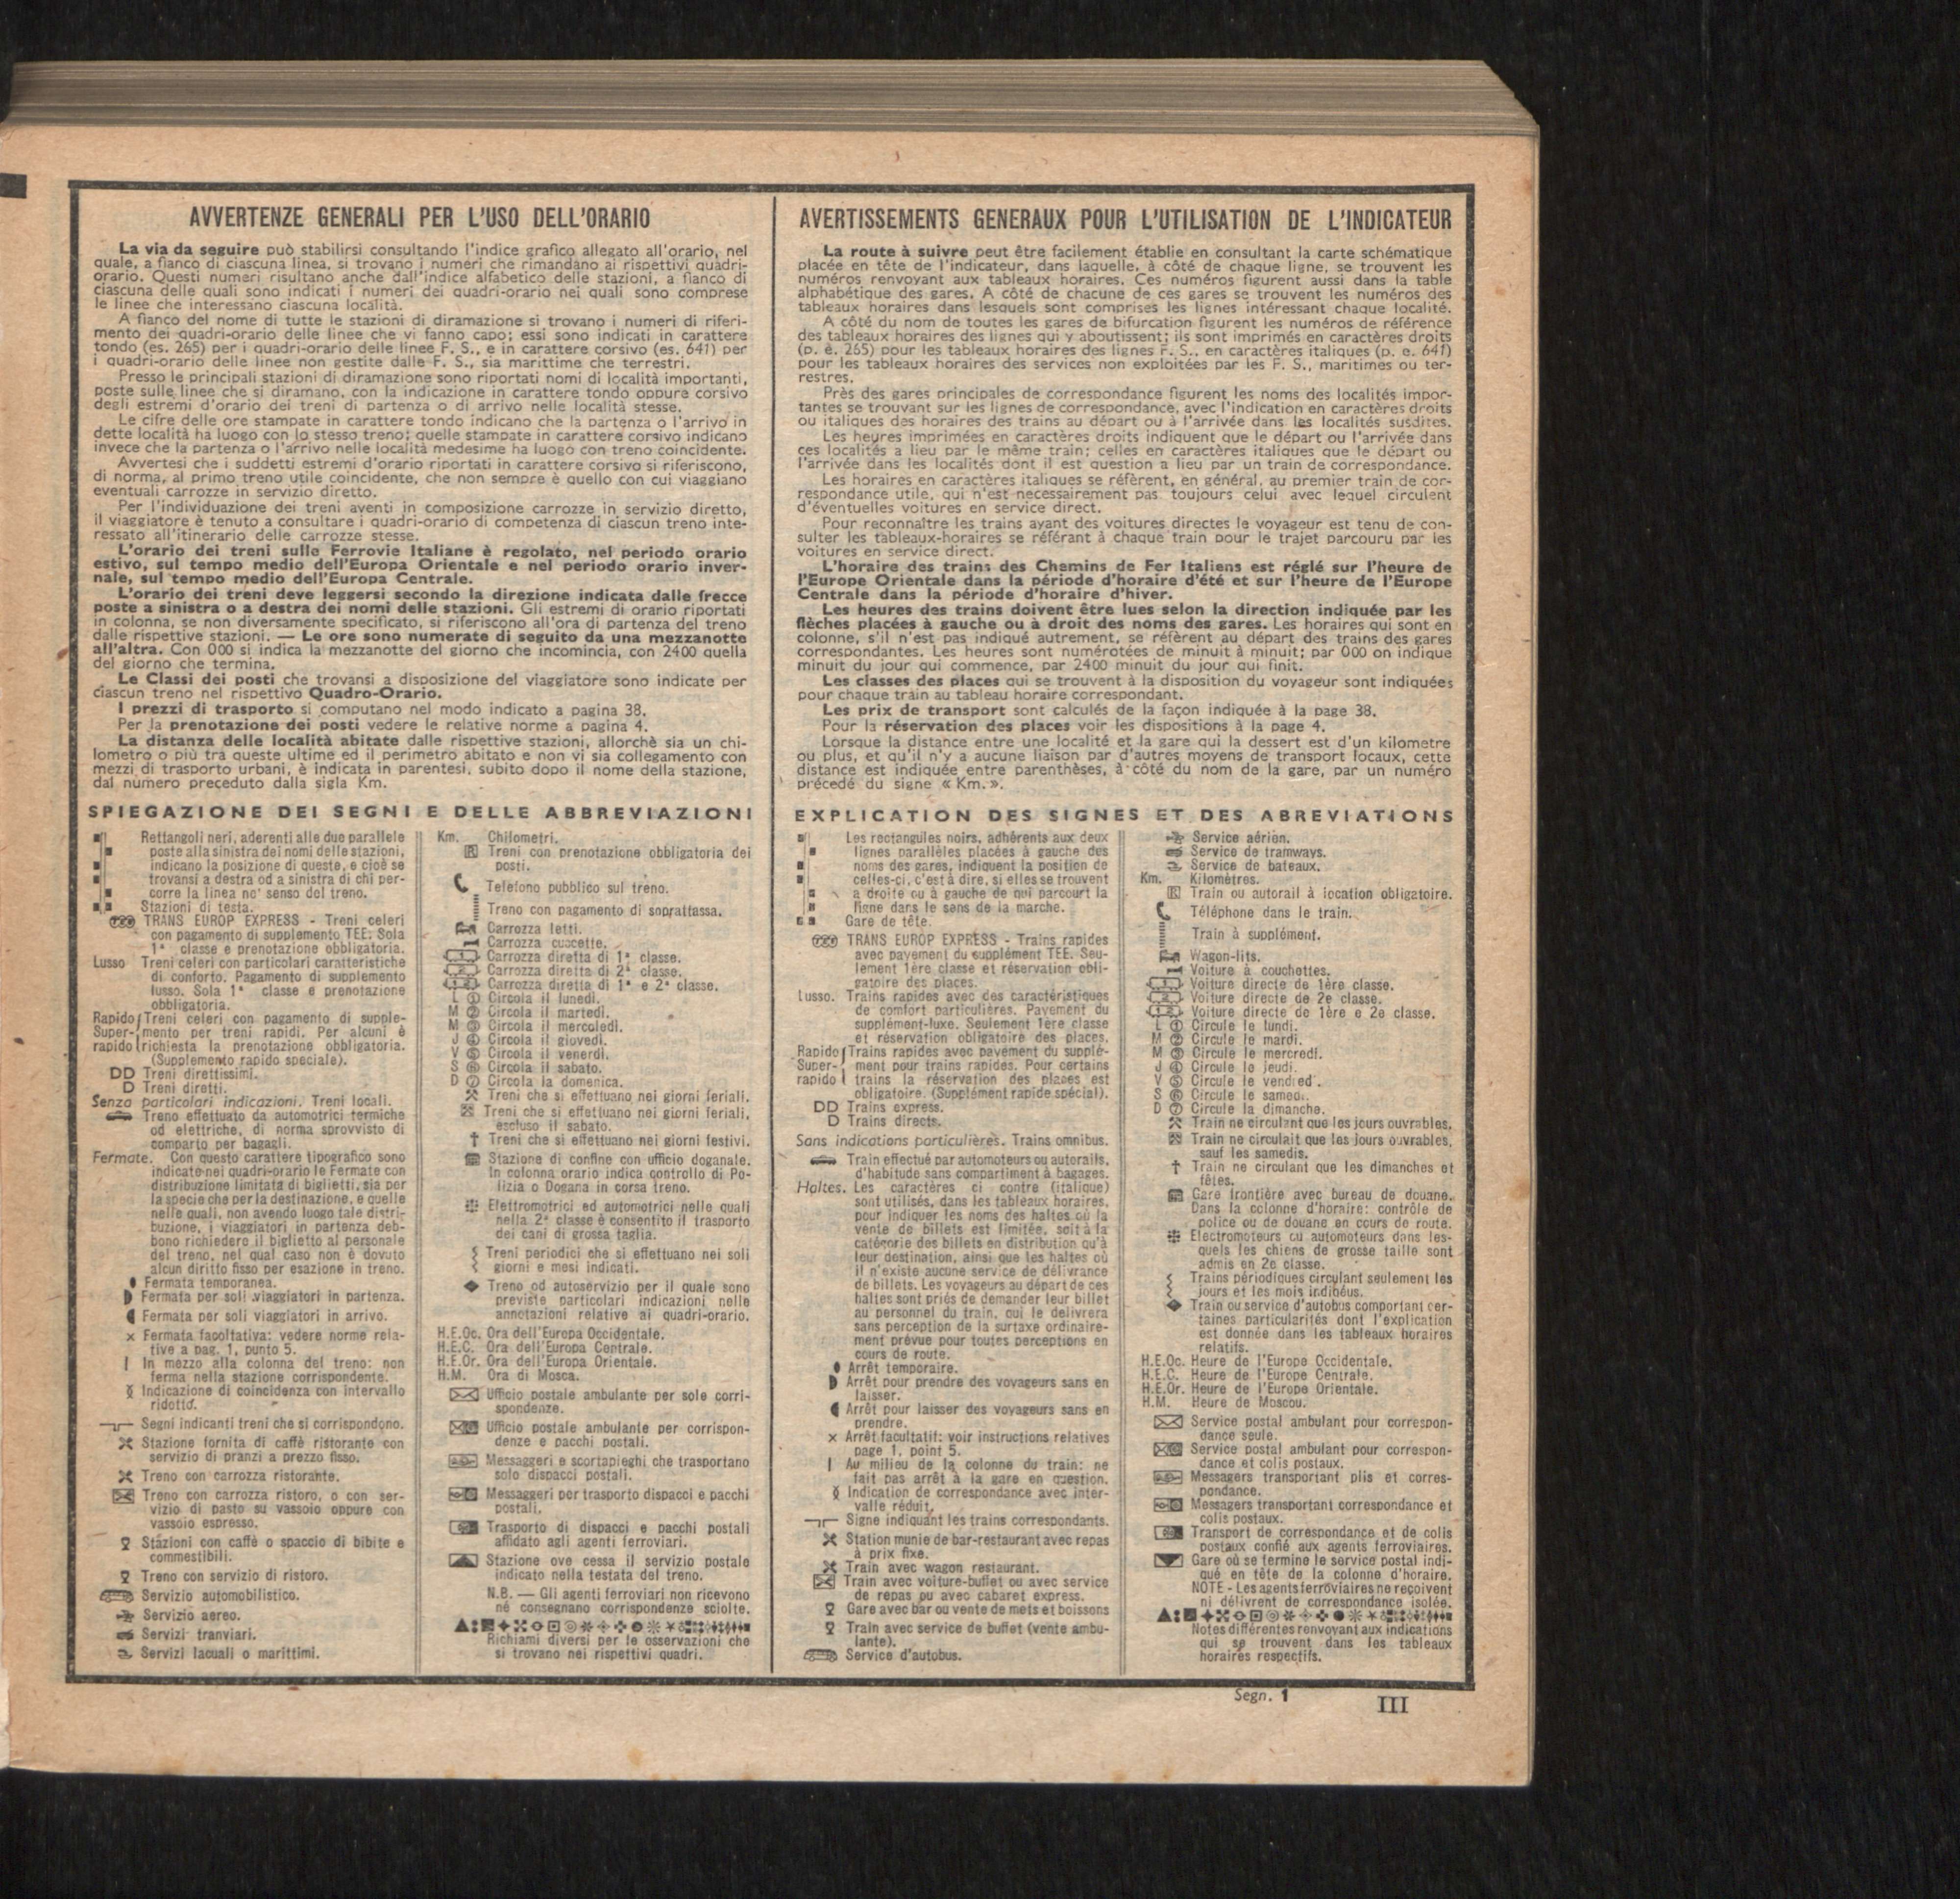 AVVERTENZE GENERALI PER L'USO DELL'ORARIO
La via da seguire può stabilirsi consultando l'indice grafico allegato all'orario, nel
quale, a fianco di ciascuna linea, si trovano i numeri che rimandano ai rispettivi quadri-
orario. Questi numeri risultano anche dall'indice alfabetico delle stazioni, a fianco di
ciascuna delle quali sono indicati i numeri dei quadri-orario nei quali sono comprese
le linee che interessano ciascuna località.
A fianco del nome di tutte le stazioni di diramazione si trovano i numeri di riferi-
mento dei quadri-orario delle linee che vi fanno capo; essi sono indicati in carattere
tondo (es. 265) per i quadri-orario delle linee F. S., e in carattere corsivo (es. 641) per
i quadri-orario delle linee non gestite dalle F. S., sia marittime che terrestri.
Presso le principali stazioni di diramazione sono riportati nomi di località importanti,
poste sulle linee che si diramano, con la indicazione in carattere tondo oppure corsivo
degli estremi d'orario dei treni di partenza o di arrivo nelle località stesse.
Le cifre delle ore stampate in carattere tondo indicano che la partenza o l'arrivo in
dette località ha luogo con lo stesso treno; quelle stampate in carattere corsivo indicano
invece che la partenza o l'arrivo nelle località medesime ha luogo con treno coincidente.
Avvertesi che i suddetti estremi d'orario riportati in carattere corsivo si riferiscono,
di norma, al primo treno utile coincidente, che non sempre è quello con cui viaggiano
eventuali carrozze in servizio diretto.
Per l'individuazione dei treni aventi in composizione carrozze in servizio diretto,
il viaggiatore è tenuto a consultare i quadri-orario di competenza di ciascun treno inte-
ressato all'itinerario delle carrozze stesse.
L'orario dei treni sulle Ferrovie Italiane è regolato, nel periodo orario
estivo, sul tempo medio dell'Europa Orientale e nel periodo orario inver-
nale, sul tempo medio dell'Europa Centrale.
L'orario dei treni deve leggersi secondo la direzione indicata dalle frecce
poste a sinistra o a destra dei nomi delle stazioni. Gli estremi di orario riportati
in colonna, se non diversamente specificato, si riferiscono all'ora di partenza del treno
dalle rispettive stazioni. — Le ore sono numerate di seguito da una mezzanotte
all'altra. Con 000 si indica la mezzanotte del giorno che incomincia, con 2400 quella
del giorno che termina.
Le Classi dei posti che trovansi a disposizione del viaggiatore sono indicate per
ciascun treno nel rispettivo Quadro-Orario.
I prezzi di trasporto si computano nel modo indicato a pagina 38.
Per la prenotazione dei posti vedere le relative norme a pagina 4.
La distanza delle località abitate dalle rispettive stazioni, allorchè sia un chi-
lometro o più tra queste ultime ed il perimetro abitato e non vi sia collegamento con
mezzi di trasporto urbani, è indicata in parentesi, subito dopo il nome della stazione,
dal numero preceduto dalla sigla Km.
SPIEGAZIONE DEI SEGNI E DELLE ABBREVIAZIONI
Rettangoli neri, aderenti alle due parallele
poste alla sinistra dei nomi delle stazioni,
indicano la posizione di queste, e cioè se
trovansi a destra od a sinistra di chi per-
corre la linea ne' senso del treno.
Stazioni di testa.
TRANS EUROP EXPRESS - Treni celeri
con pagamento di supplemento TEE. Sola
1ª classe e prenotazione obbligatoria.
Lusso Treni celeri con particolari caratteristiche
di conforto. Pagamento di supplemento
lusso. Sola 1ª classe e prenotazione
obbligatoria.
Rapido Treni celeri con pagamento di supple-
Super- mento per treni rapidi. Per alcuni è
rapido richiesta la prenotazione obbligatoria.
(Supplemento rapido speciale).
DD Treni direttissimi.
D Treni diretti.
Senza particolari indicazioni. Treni locali.
Treno effettuato da automotrici termiche
od elettriche, di norma sprovvisto di
comparto per bagagli.
Fermate. Con questo carattere tipografico sono
indicate nei quadri-orario le Fermate con
distribuzione limitata di biglietti, sia per
la specie che per la destinazione, e quelle
nelle quali, non avendo luogo tale distri-
buzione, i viaggiatori in partenza deb-
bono richiedere il biglietto al personale
del treno, nel qual caso non è dovuto
alcun diritto fisso per esazione in treno.
Fermata temporanea.
Fermata per soli viaggiatori in partenza.
Fermata per soli viaggiatori in arrivo.
x Fermata facoltativa: vedere norme rela-
tive a pag. 1, punto 5.
| In mezzo alla colonna del treno: non
ferma nella stazione corrispondente.
Indicazione di coincidenza con intervallo
ridotto.
Segni indicanti treni che si corrispondono.
Stazione fornita di caffè ristorante con
servizio di pranzi a prezzo fisso.
Treno con carrozza ristorante.
Treno con carrozza ristoro, o con ser-
vizio di pasto su vassoio oppure con
vassoio espresso.
Stazioni con caffè o spaccio di bibite e
commestibili.
Treno con servizio di ristoro.
Servizio automobilistico.
Servizio aereo.
Servizi tranviari.
Servizi lacuali o marittimi.
Km. Chilometri.
R Treni con prenotazione obbligatoria dei
posti.
Telefono pubblico sul treno.
Treno con pagamento di soprattassa.
Carrozza letti.
Carrozza cuccette.
1 Carrozza diretta di 1ª classe.
2 Carrozza diretta di 2ª classe.
1-2 Carrozza diretta di 1ª e 2ª classe.
L ① Circola il lunedì.
M ② Circola il martedì.
M ③ Circola il mercoledì.
J ④ Circola il giovedì.
V ⑤ Circola il venerdì.
S ⑥ Circola il sabato.
D ⑦ Circola la domenica.
Treni che si effettuano nei giorni feriali.
Treni che si effettuano nei giorni feriali,
escluso il sabato.
† Treni che si effettuano nei giorni festivi.
Stazione di confine con ufficio doganale.
In colonna orario indica controllo di Po-
lizia o Dogana in corsa treno.
Elettromotrici ed automotrici nelle quali
nella 2ª classe è consentito il trasporto
dei cani di grossa taglia.
Treni periodici che si effettuano nei soli
giorni e mesi indicati.
◆ Treno od autoservizio per il quale sono
previste particolari indicazioni nelle
annotazioni relative ai quadri-orario.
H.E.Oc. Ora dell'Europa Occidentale.
H.E.C. Ora dell'Europa Centrale.
H.E.Or. Ora dell'Europa Orientale.
H.M. Ora di Mosca.
Ufficio postale ambulante per sole corri-
spondenze.
Ufficio postale ambulante per corrispon-
denze e pacchi postali.
Messaggeri e scortapieghi che trasportano
solo dispacci postali.
Messaggeri per trasporto dispacci e pacchi
postali.
Trasporto di dispacci e pacchi postali
affidato agli agenti ferroviari.
Stazione ove cessa il servizio postale
indicato nella testata del treno.
N.B. — Gli agenti ferroviari non ricevono
né consegnano corrispondenze sciolte.
Richiami diversi per le osservazioni che
si trovano nei rispettivi quadri.
AVERTISSEMENTS GENERAUX POUR L'UTILISATION DE L'INDICATEUR
La route à suivre peut être facilement établie en consultant la carte schématique
placée en tête de l'indicateur, dans laquelle, à côté de chaque ligne, se trouvent les
numéros renvoyant aux tableaux horaires. Ces numéros figurent aussi dans la table
alphabétique des gares. A côté de chacune de ces gares se trouvent les numéros des
tableaux horaires dans lesquels sont comprises les lignes intéressant chaque localité.
A côté du nom de toutes les gares de bifurcation figurent les numéros de référence
des tableaux horaires des lignes qui y aboutissent; ils sont imprimés en caractères droits
(p. e. 265) pour les tableaux horaires des lignes F. S., en caractères italiques (p. e. 641)
pour les tableaux horaires des services non exploitées par les F. S., maritimes ou ter-
restres.
Près des gares principales de correspondance figurent les noms des localités impor-
tantes se trouvant sur les lignes de correspondance, avec l'indication en caractères droits
ou italiques des horaires des trains au départ ou à l'arrivée dans les localités susdites.
Les heures imprimées en caractères droits indiquent que le départ ou l'arrivée dans
ces localités a lieu par le même train; celles en caractères italiques que le départ ou
l'arrivée dans les localités dont il est question a lieu par un train de correspondance.
Les horaires en caractères italiques se réfèrent, en général, au premier train de cor-
respondance utile, qui n'est necessairement pas toujours celui avec lequel circulent
d'éventuelles voitures en service direct.
Pour reconnaître les trains ayant des voitures directes le voyageur est tenu de con-
sulter les tableaux-horaires se référant à chaque train pour le trajet parcouru par les
voitures en service direct.
L'horaire des trains des Chemins de Fer Italiens est réglé sur l'heure de
l'Europe Orientale dans la période d'horaire d'été et sur l'heure de l'Europe
Centrale dans la période d'horaire d'hiver.
Les heures des trains doivent être lues selon la direction indiquée par les
flèches placées à gauche ou à droit des noms des gares. Les horaires qui sont en
colonne, s'il n'est pas indiqué autrement, se réfèrent au départ des trains des gares
correspondantes. Les heures sont numérotées de minuit à minuit; par 000 on indique
minuit du jour qui commence, par 2400 minuit du jour qui finit.
Les classes des places qui se trouvent à la disposition du voyageur sont indiquées
pour chaque train au tableau horaire correspondant.
Les prix de transport sont calculés de la façon indiquée à la page 38.
Pour la réservation des places voir les dispositions à la page 4.
Lorsque la distance entre une localité et la gare qui la dessert est d'un kilometre
ou plus, et qu'il n'y a aucune liaison par d'autres moyens de transport locaux, cette
distance est indiquée entre parenthèses, à côté du nom de la gare, par un numéro
précédé du signe « Km. ».
EXPLICATION DES SIGNES ET DES ABREVIATIONS
Les rectangules noirs, adhérents aux deux
lignes parallèles placées à gauche des
noms des gares, indiquent la position de
celles-ci, c'est à dire, si elles se trouvent
a droite ou à gauche de qui parcourt la
ligne dans le sens de la marche.
Gare de tête.
TRANS EUROP EXPRESS - Trains rapides
avec payement du supplément TEE. Seu-
lement 1ère classe et réservation obli-
gatoire des places.
Lusso. Trains rapides avec des caractéristiques
de comfort particulières. Payement du
supplément-luxe. Seulement 1ère classe
et réservation obligatoire des places.
Rapido Trains rapides avec payement du supplé-
Super- ment pour trains rapides. Pour certains
rapido trains la réservation des places est
obligatoire. (Supplément rapide spécial).
DD Trains express.
D Trains directs.
Sans indications particulières. Trains omnibus.
Train effectué par automoteurs ou autorails,
d'habitude sans compartiment à bagages.
Haltes. Les caractères ci contre (italique)
sont utilisés, dans les tableaux horaires,
pour indiquer les noms des haltes où la
vente de billets est limitée, soit à la
catégorie des billets en distribution qu'à
leur destination, ainsi que les haltes où
il n'existe aucune service de délivrance
de billets. Les voyageurs au départ de ces
haltes sont priés de demander leur billet
au personnel du train, qui le delivrera
sans perception de la surtaxe ordinaire-
ment prévue pour toutes perceptions en
cours de route.
Arrêt temporaire.
Arrêt pour prendre des voyageurs sans en
laisser.
Arrêt pour laisser des voyageurs sans en
prendre.
x Arrêt facultatif: voir instructions relatives
page 1, point 5.
| Au milieu de la colonne du train: ne
fait pas arrêt à la gare en question.
Indication de correspondance avec inter-
valle réduit.
Signe indiquant les trains correspondants.
Station munie de bar-restaurant avec repas
à prix fixe.
Train avec wagon restaurant.
Train avec voiture-buffet ou avec service
de repas ou avec cabaret express.
Gare avec bar ou vente de mets et boissons
Train avec service de buffet (vente ambu-
lante).
Service d'autobus.
Service aérien.
Service de tramways.
Service de bateaux.
Km. Kilomètres.
R Train ou autorail à location obligatoire.
Téléphone dans le train.
Train à supplément.
Wagon-lits.
Voiture à couchettes.
1 Voiture directe de 1ère classe.
2 Voiture directe de 2e classe.
1-2 Voiture directe de 1ère e 2e classe.
L ① Circule le lundi.
M ② Circule le mardi.
M ③ Circule le mercredi.
J ④ Circule le jeudi.
V ⑤ Circule le vendred.
S ⑥ Circule le samedi.
D ⑦ Circule la dimanche.
Train ne circulant que les jours ouvrables.
Train ne circulait que les jours ouvrables,
sauf les samedis.
† Train ne circulant que les dimanches et
fêtes.
Gare frontière avec bureau de douane.
Dans la colonne d'horaire: contrôle de
police ou de douane en cours de route.
Electromoteurs ou automoteurs dans les-
quels les chiens de grosse taille sont
admis en 2e classe.
Trains périodiques circulant seulement les
jours et les mois indiqués.
◆ Train ou service d'autobus comportant cer-
taines particularités dont l'explication
est donnée dans les tableaux horaires
relatifs.
H.E.Oc. Heure de l'Europe Occidentale.
H.E.C. Heure de l'Europe Centrale.
H.E.Or. Heure de l'Europe Orientale.
H.M. Heure de Moscou.
Service postal ambulant pour correspon-
dance seule.
Service postal ambulant pour correspon-
dance et colis postaux.
Messagers transportant plis et corres-
pondance.
Messagers transportant correspondance et
colis postaux.
Transport de correspondance et de colis
postaux confié aux agents ferroviaires.
Gare où se termine le service postal indi-
qué en tête de la colonne d'horaire.
NOTE - Les agents ferroviaires ne reçoivent
ni délivrent de correspondance isolée.
Notes différentes renvoyant aux indications
qui se trouvent dans les tableaux
horaires respectifs.
Segn. 1
III